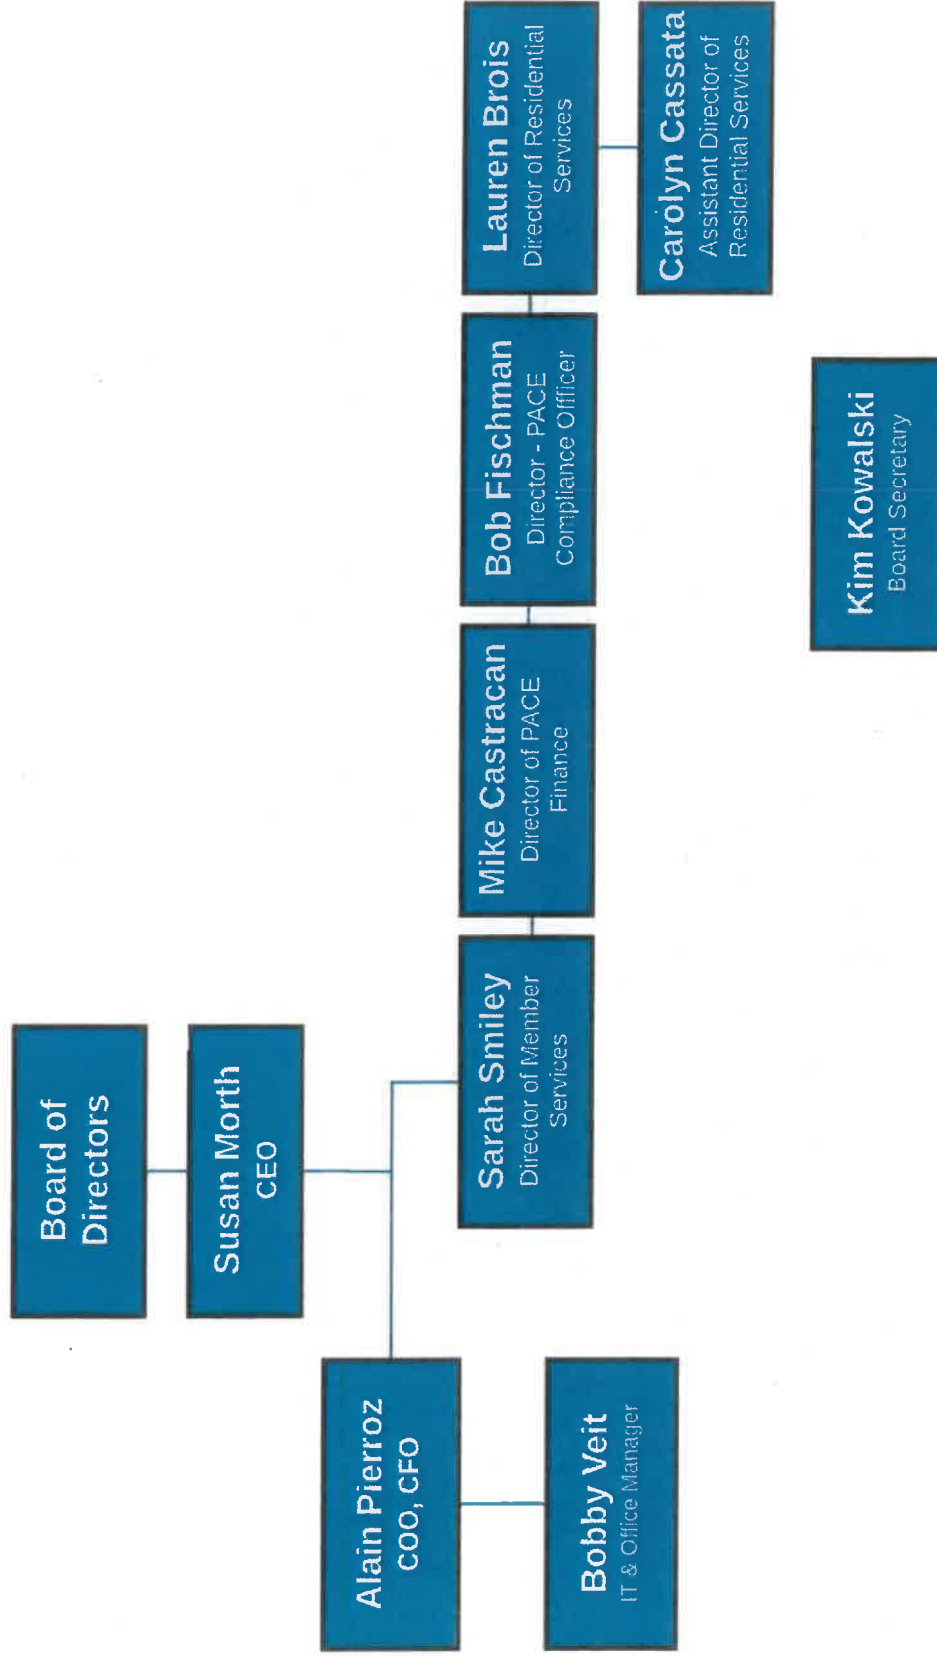 Board of
Directors
Susan Morth
CEO
Alain Pierroz
COO, CFO
Bobby Veit
IT & Office Manager
Sarah Smiley
Director of Member
Services
Mike Castracan
Director of PACE
Finance
Bob Fischman
Director - PACE
Compliance Offficer
Lauren Brois
Director of Residential
Services
Carolyn Cassata
Assistant Director of
Residential Services
Kim Kowalski
Board Secretary